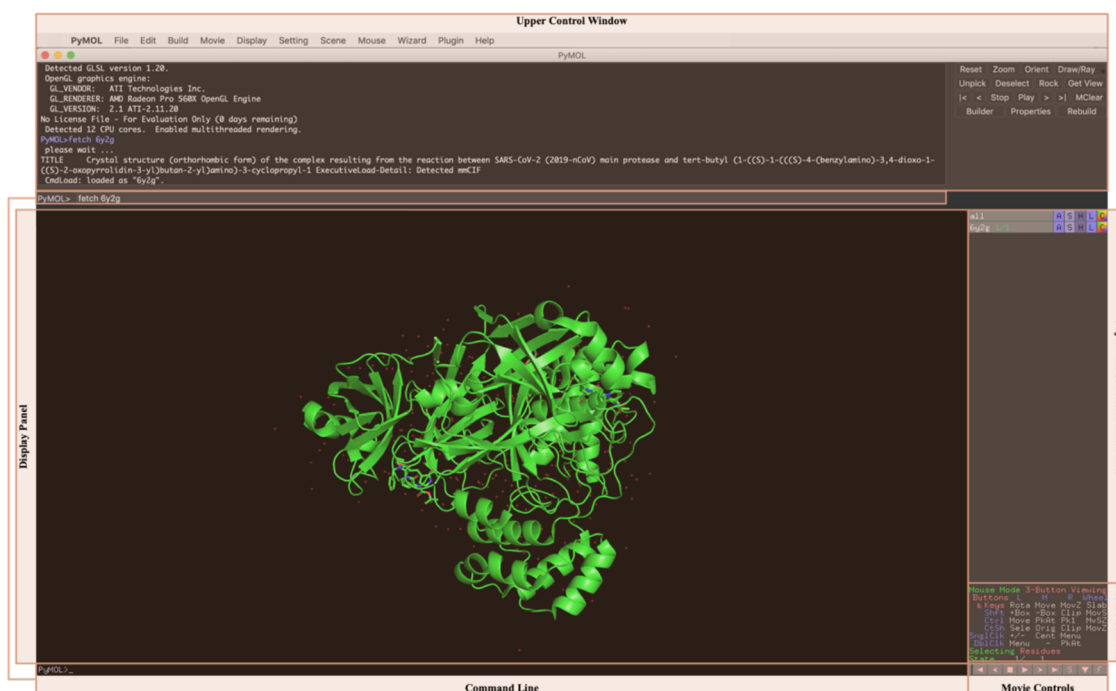 Upper Control Window
PyMOL File Edit Build Movie Display Setting Scene Mouse Wizard Plugin Help
PyMOL
Detected GLSL version 1.20.
OpenGL graphics engine:
GL_VENDOR: ATI Technologies Inc.
GL_RENDERER: AMD Radeon Pro 560X OpenGL Engine
GL_VERSION: 2.1 ATI-2.11.20
No License File - For Evaluation Only (0 days remaining)
Detected 12 CPU cores. Enabled multithreaded rendering.
PyMOL>fetch 6y2g
please wait ...
TITLE Crystal structure (orthorhombic form) of the complex resulting from the reaction between SARS-CoV-2 (2019-nCoV) main protease and tert-butyl (1-((S)-1-(((S)-4-(benzylamino)-3,4-dioxo-1-
((S)-2-oxopyrrolidin-3-yl)butan-2-yl)amino)-3-cyclopropyl-1 ExecutiveLoad-Detail: Detected mmCIF
CmdLoad: loaded as "6y2g".
Reset Zoom Orient Draw/Ray
Unpick Deselect Rock Get View
|< < Stop Play > >| MClear
Builder Properties Rebuild
PyMOL> fetch 6y2g
all A S H L C
6y2g 1/1 A S H L C
Display Panel
Mouse Mode 3-Button Viewing
Buttons L M R Wheel
& Keys Rota Move MovZ Slab
Shft +Box -Box Clip MovS
Ctrl Move PkAt Pk1 MvSZ
CtSh Sele Orig Clip MovZ
SnglClk +/- Cent Menu
DblClk Menu - PkAt
Selecting Residues
State 1/ 1
PyMOL>_
S F
Command Line
Movie Controls